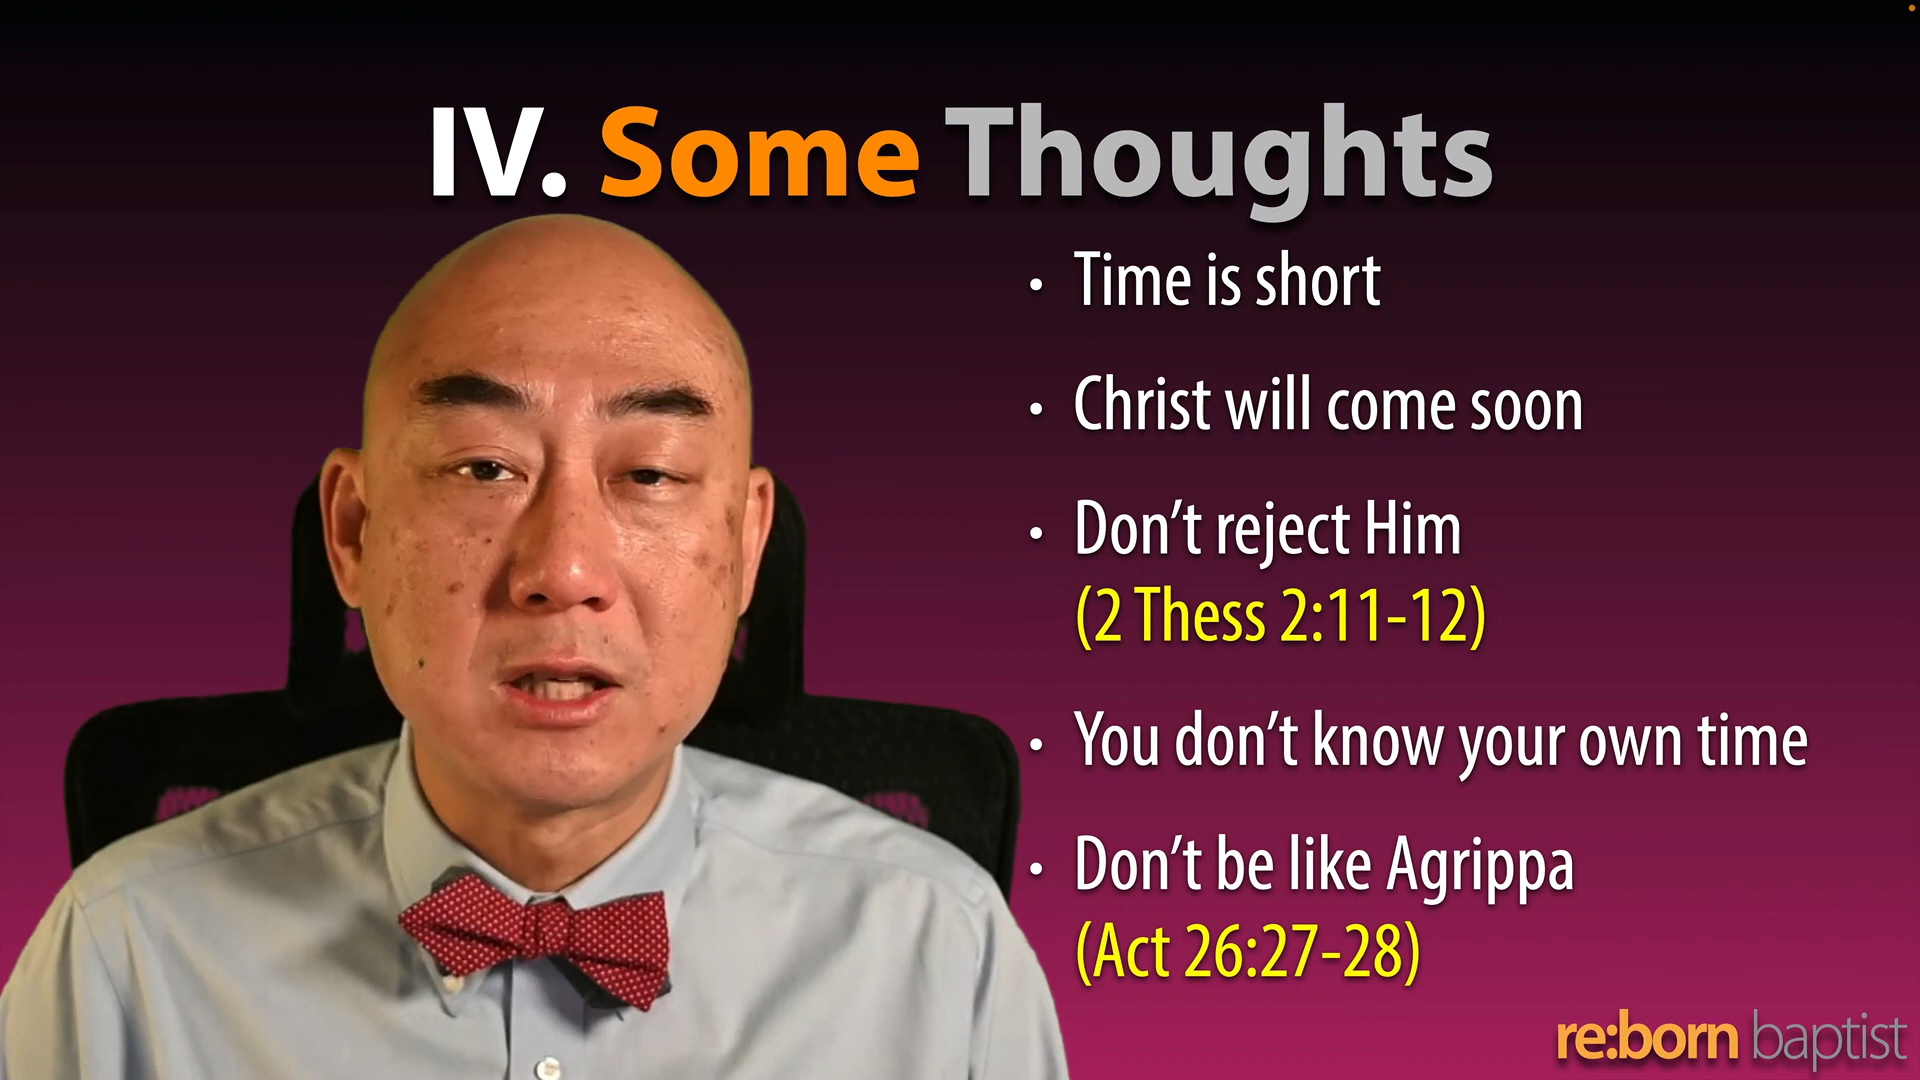 IV. Some Thoughts
• Time is short
• Christ will come soon
• Don’t reject Him
(2 Thess 2:11-12)
• You don’t know your own time
• Don’t be like Agrippa
(Act 26:27-28)
re:born baptist